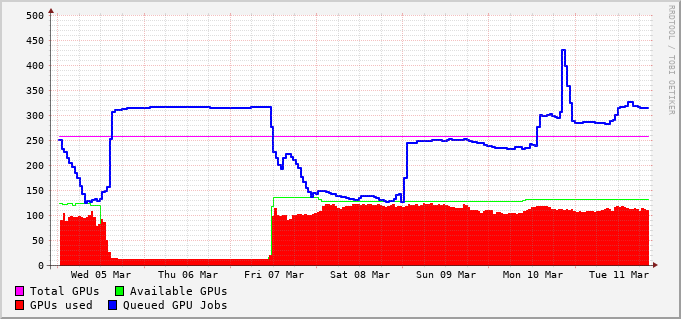 500
450
400
350
300
250
200
150
100
50
0
Wed 05 Mar Thu 06 Mar Fri 07 Mar Sat 08 Mar Sun 09 Mar Mon 10 Mar Tue 11 Mar
Total GPUs Available GPUs
GPUs used Queued GPU Jobs
RRDTOOL / TOBI OETIKER